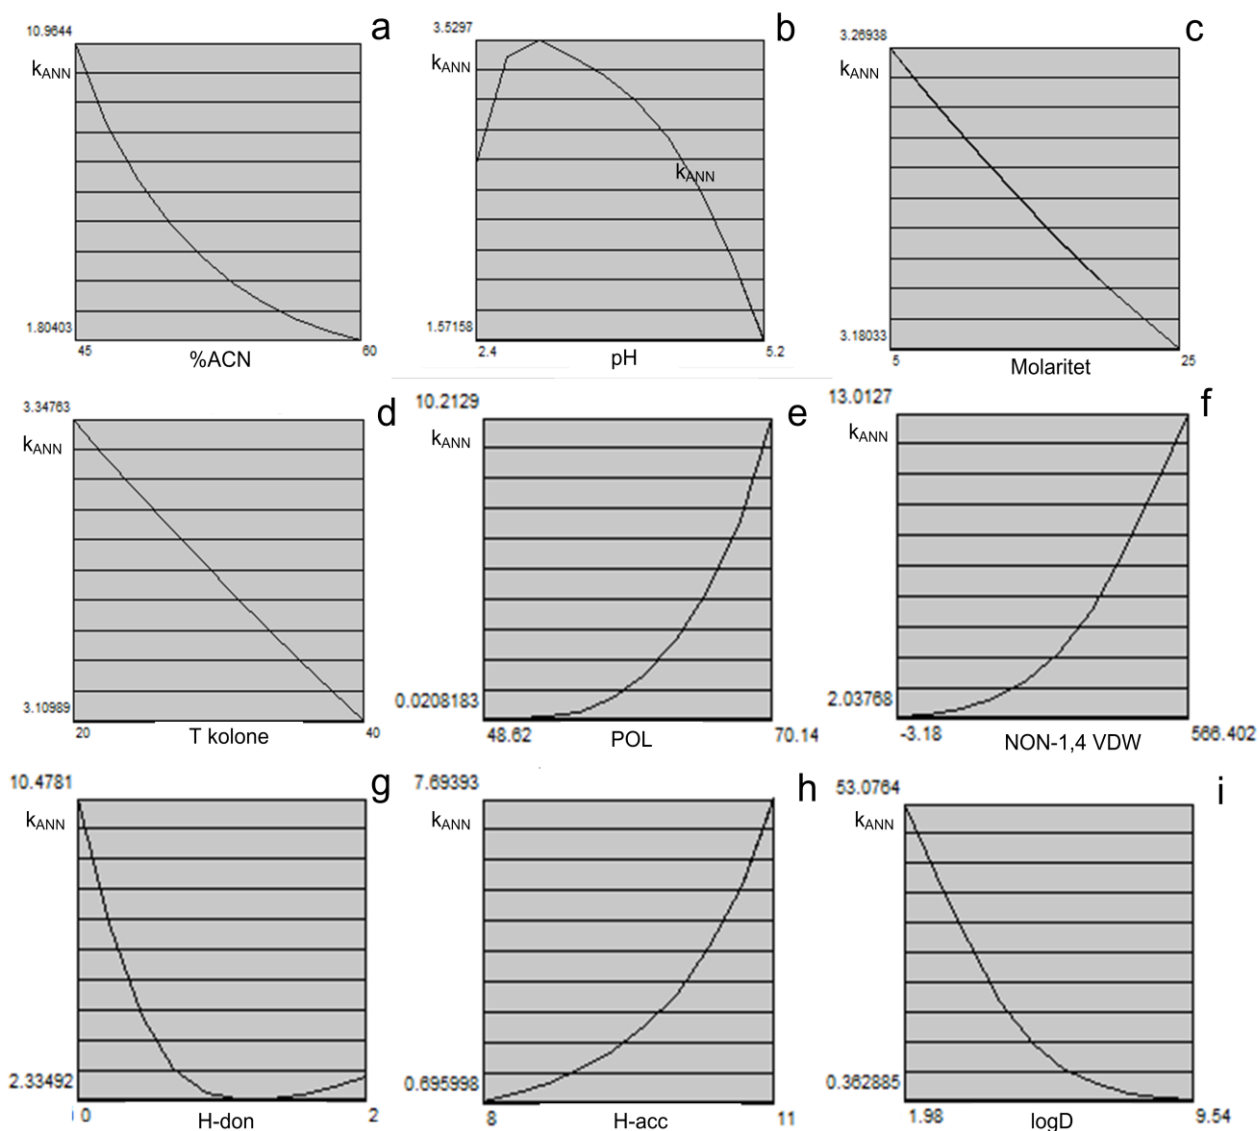 10.9644
a
kANN
1.80403
45
60
%ACN
3.5297
b
kANN
kANN
1.57158
2.4
5.2
pH
3.26938
c
kANN
3.18033
5
25
Molaritet
3.34763
d
kANN
3.10989
20
40
T kolone
10.2129
e
kANN
0.0208183
48.62
70.14
POL
13.0127
f
kANN
2.03768
-3.18
566.402
NON-1,4 VDW
10.4781
g
kANN
2.33492
0
2
H-don
7.69393
h
kANN
0.695998
8
11
H-acc
53.0764
i
kANN
0.362885
1.98
9.54
logD